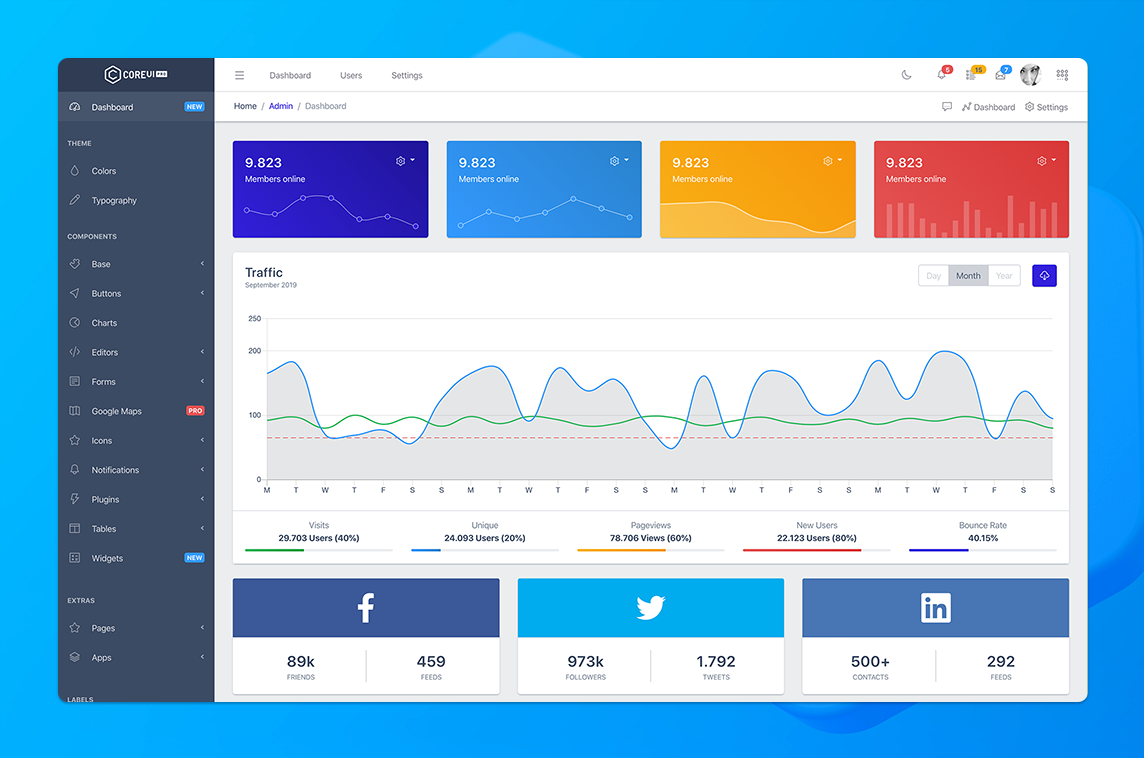 COREUI PRO
Dashboard Users Settings
5 15 7
Dashboard NEW
Home / Admin / Dashboard
Dashboard Settings
THEME
Colors
Typography
COMPONENTS
Base
Buttons
Charts
Editors
Forms
Google Maps PRO
Icons
Notifications
Plugins
Tables
Widgets NEW
EXTRAS
Pages
Apps
LABELS
9.823
Members online
9.823
Members online
9.823
Members online
9.823
Members online
Traffic
September 2019
Day Month Year
250
200
100
0
M T W T F S S M T W T F S S M T W T F S S M T W T F S S
Visits
29.703 Users (40%)
Unique
24.093 Users (20%)
Pageviews
78.706 Views (60%)
New Users
22.123 Users (80%)
Bounce Rate
40.15%
f
89k 459
FRIENDS FEEDS
973k 1.792
FOLLOWERS TWEETS
in
500+ 292
CONTACTS FEEDS